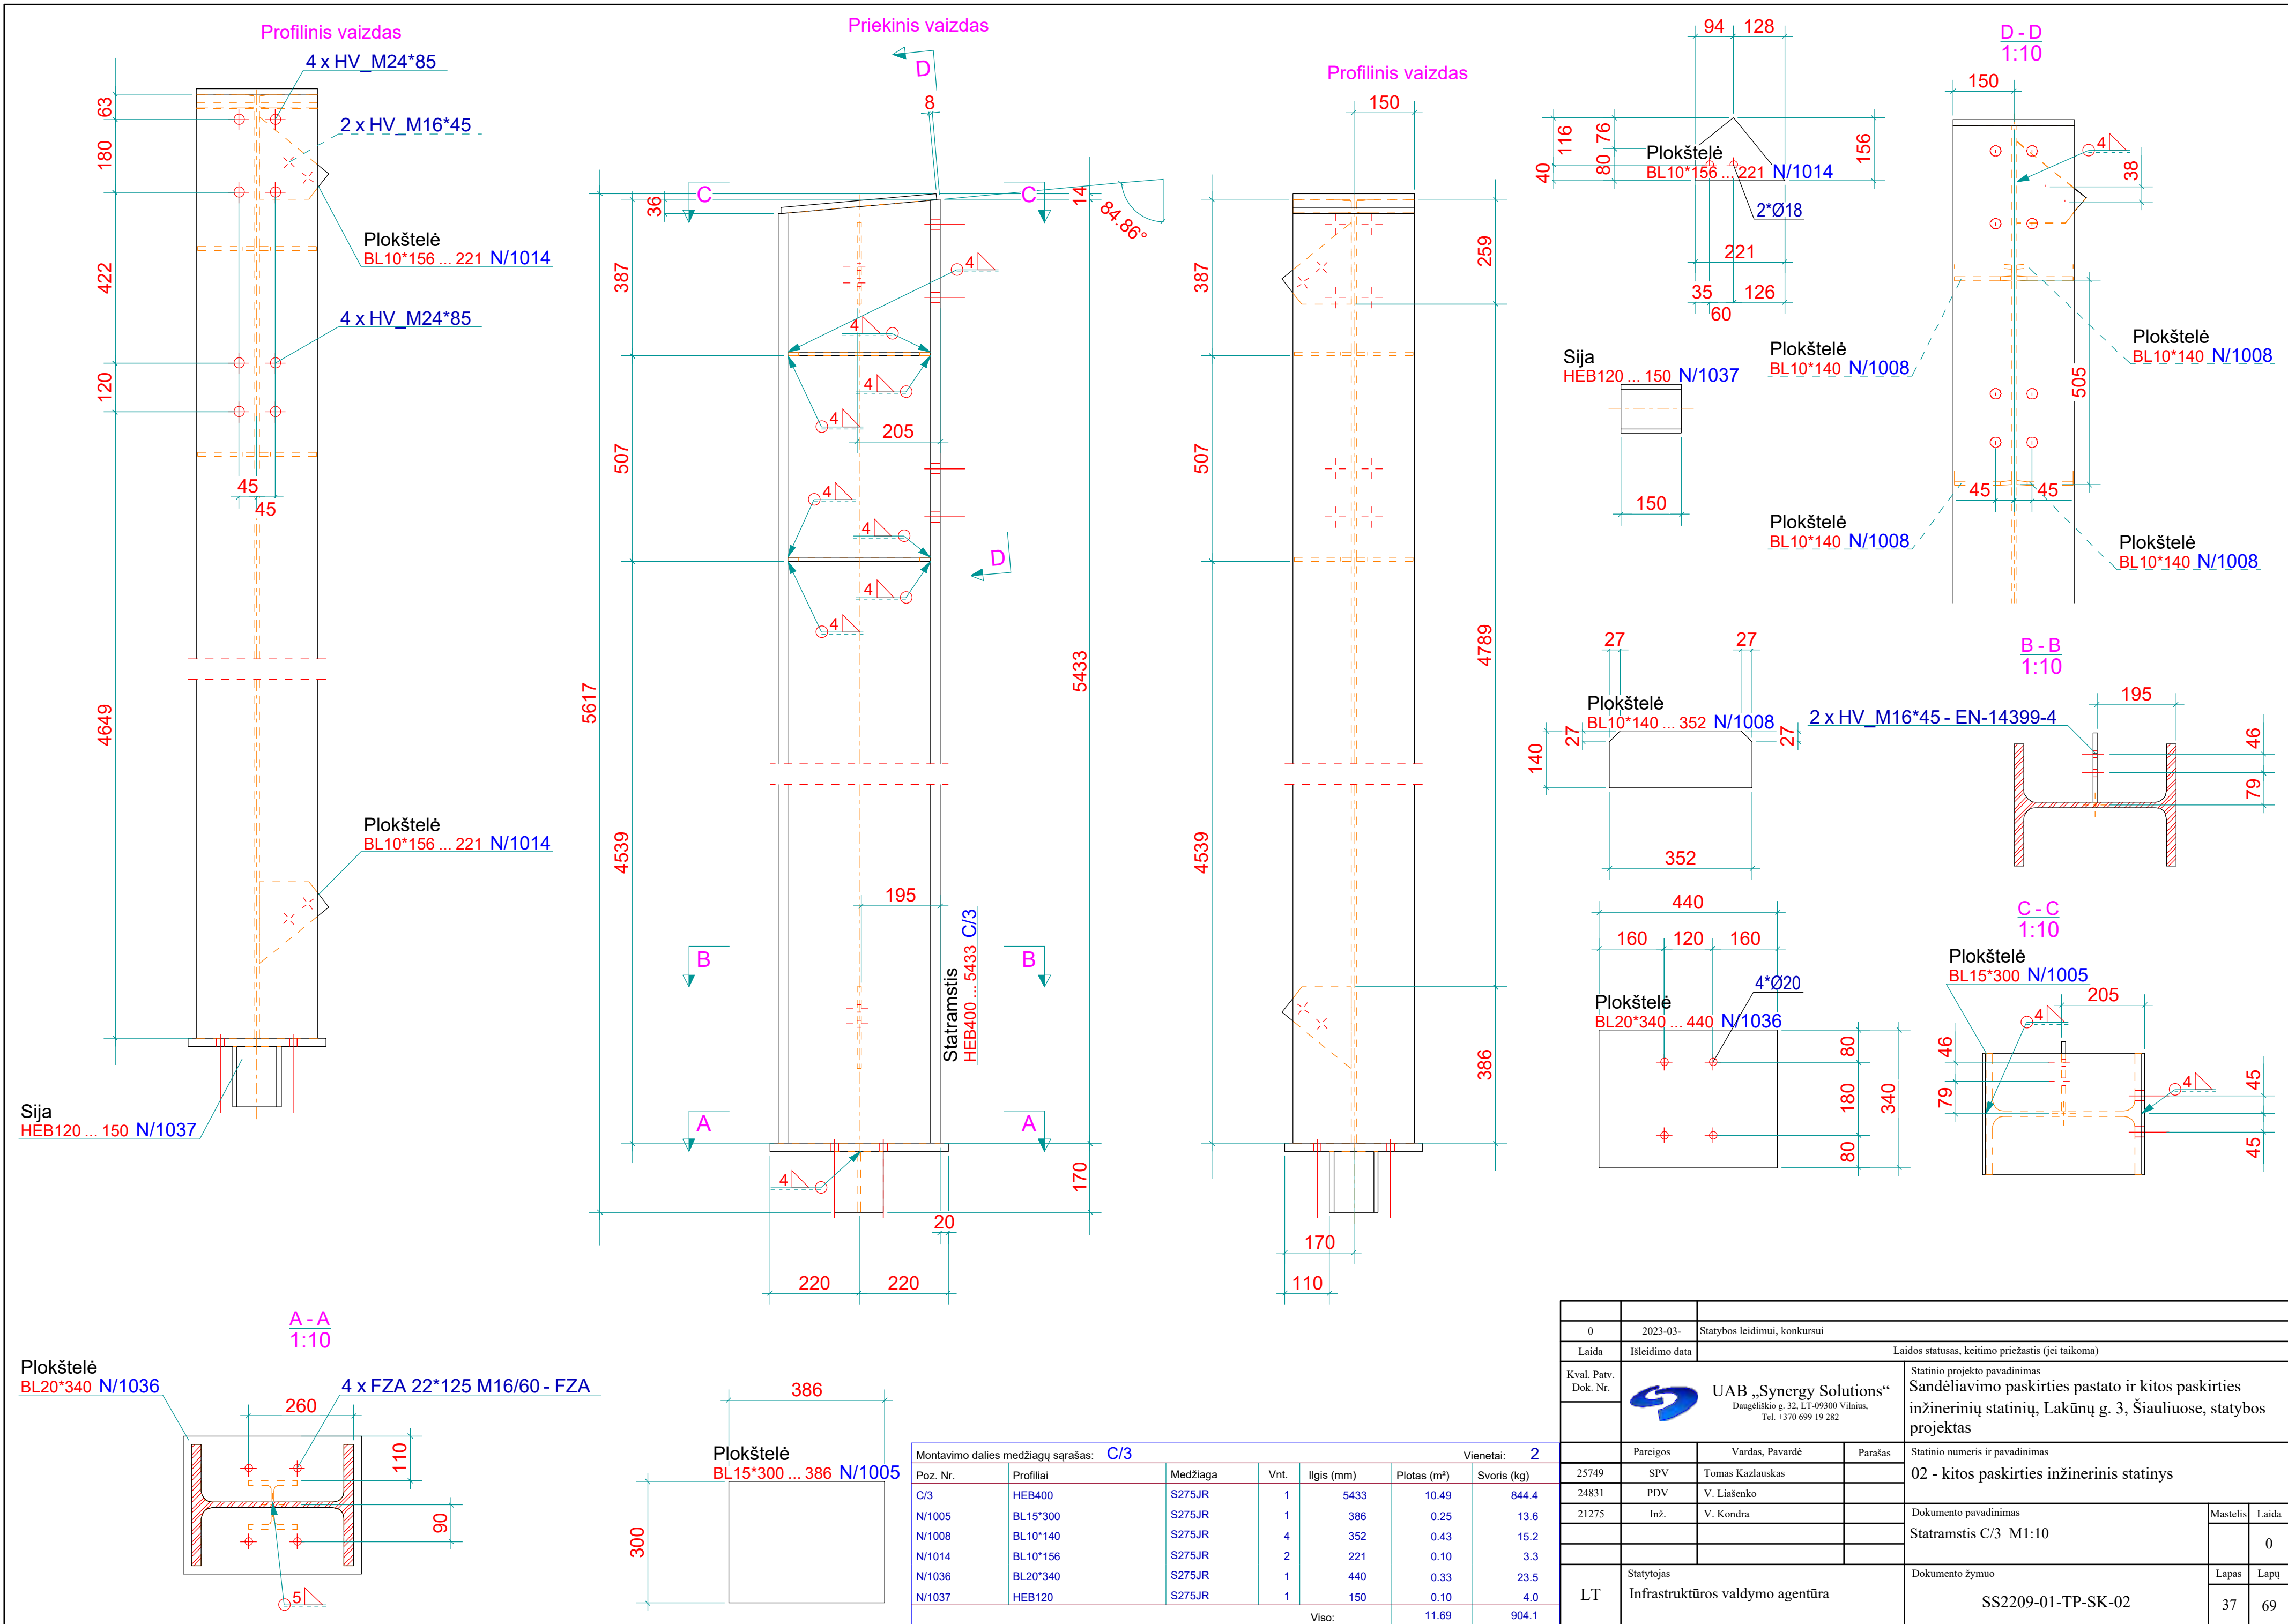 Profilinis vaizdas
4 x HV_M24*85
2 x HV_M16*45
63
180
422
120
4649
Plokštelė
BL10*156 ... 221 N/1014
4 x HV_M24*85
45
45
Plokštelė
BL10*156 ... 221 N/1014
Sija
HEB120 ... 150 N/1037
Priekinis vaizdas
D
8
C
C
36
14
84.86°
387
4
4
4
4
205
507
4
4
D
4
4
5617
5433
4539
195
Statramstis
HEB400 ... 5433 C/3
B
B
A
A
4
170
20
220
220
Profilinis vaizdas
150
387
259
507
4789
4539
386
170
110
94
128
116
76
40
80
156
Plokštelė
BL10*156 ... 221 N/1014
2*Ø18
221
35
126
60
Sija
HEB120 ... 150 N/1037
150
D - D
1:10
150
4
38
Plokštelė
BL10*140 N/1008
Plokštelė
BL10*140 N/1008
505
45
45
Plokštelė
BL10*140 N/1008
Plokštelė
BL10*140 N/1008
27
27
Plokštelė
BL10*140 ... 352 N/1008
27
27
140
352
B - B
1:10
195
2 x HV_M16*45 - EN-14399-4
46
79
440
160
120
160
4*Ø20
Plokštelė
BL20*340 ... 440 N/1036
80
180
340
80
C - C
1:10
Plokštelė
BL15*300 N/1005
205
4
46
79
4
45
45
A - A
1:10
Plokštelė
BL20*340 N/1036
4 x FZA 22*125 M16/60 - FZA
260
110
90
5
386
Plokštelė
BL15*300 ... 386 N/1005
300
Montavimo dalies medžiagų sąrašas: C/3 Vienetai: 2
Poz. Nr. Profiliai Medžiaga Vnt. Ilgis (mm) Plotas (m²) Svoris (kg)
C/3 HEB400 S275JR 1 5433 10.49 844.4
N/1005 BL15*300 S275JR 1 386 0.25 13.6
N/1008 BL10*140 S275JR 4 352 0.43 15.2
N/1014 BL10*156 S275JR 2 221 0.10 3.3
N/1036 BL20*340 S275JR 1 440 0.33 23.5
N/1037 HEB120 S275JR 1 150 0.10 4.0
Viso: 11.69 904.1
0 2023-03- Statybos leidimui, konkursui
Laida Išleidimo data Laidos statusas, keitimo priežastis (jei taikoma)
Kval. Patv.
Dok. Nr.
UAB „Synergy Solutions“
Daugėliškio g. 32, LT-09300 Vilnius,
Tel. +370 699 19 282
Statinio projekto pavadinimas
Sandėliavimo paskirties pastato ir kitos paskirties
inžinerinių statinių, Lakūnų g. 3, Šiauliuose, statybos
projektas
Pareigos Vardas, Pavardė Parašas
25749 SPV Tomas Kazlauskas
24831 PDV V. Liašenko
21275 Inž. V. Kondra
Statinio numeris ir pavadinimas
02 - kitos paskirties inžinerinis statinys
Dokumento pavadinimas Mastelis Laida
Statramstis C/3 M1:10
0
LT
Statytojas
Infrastruktūros valdymo agentūra
Dokumento žymuo Lapas Lapų
SS2209-01-TP-SK-02 37 69